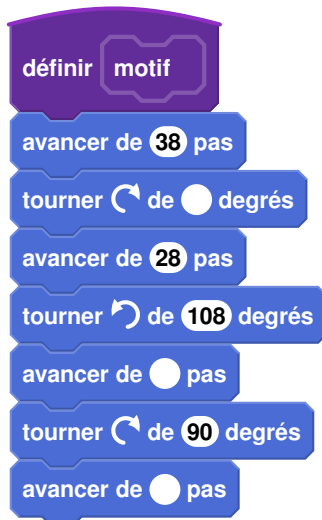 définir motif
avancer de 38 pas
tourner de degrés
avancer de 28 pas
tourner de 108 degrés
avancer de pas
tourner de 90 degrés
avancer de pas